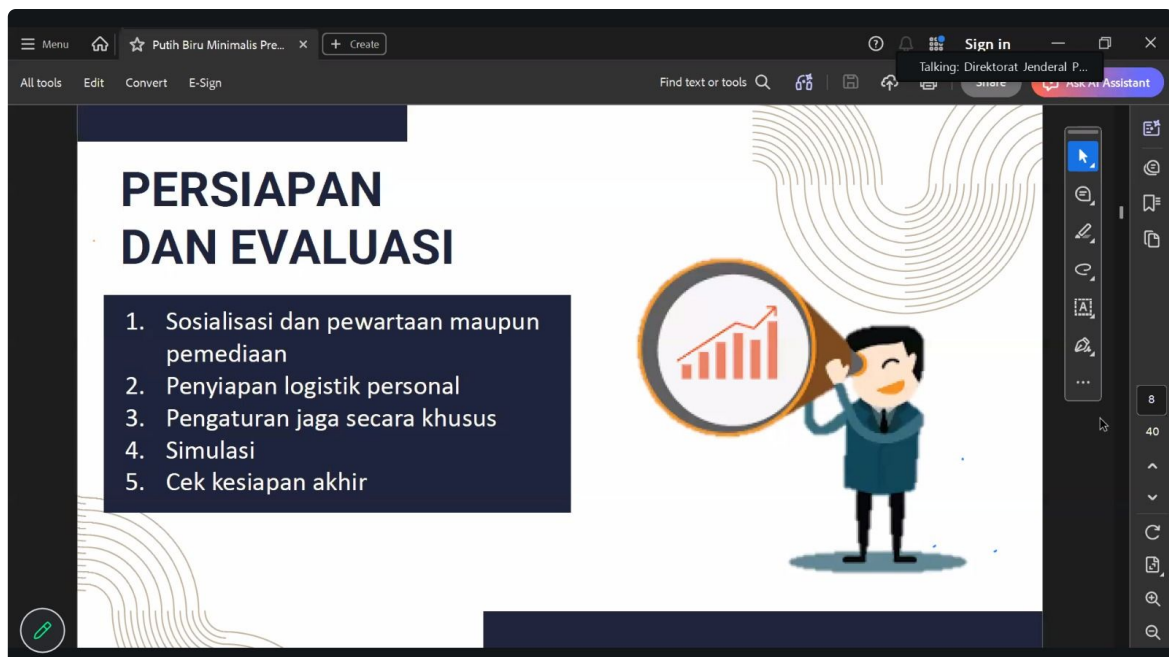 Menu
Putih Biru Minimalis Pre...
+ Create
Sign in
Talking: Direktorat Jenderal P...
All tools Edit Convert E-Sign
Find text or tools
Share
Ask AI Assistant
PERSIAPAN
DAN EVALUASI
1. Sosialisasi dan pewartaan maupun
pemediaan
2. Penyiapan logistik personal
3. Pengaturan jaga secara khusus
4. Simulasi
5. Cek kesiapan akhir
8
40